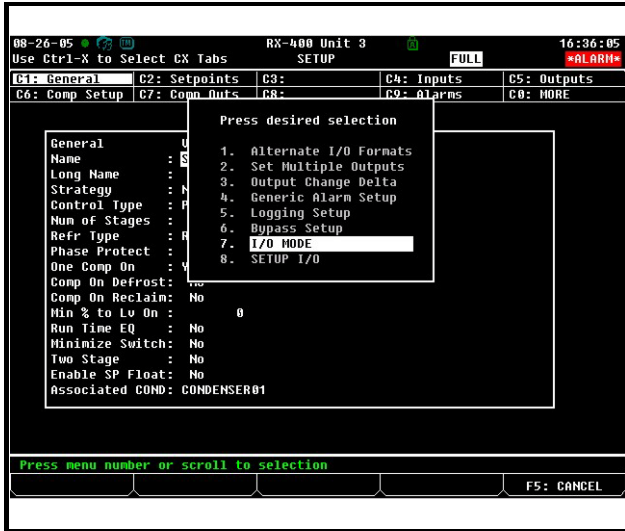 08-26-05 RX-400 Unit 3 16:36:05
Use Ctrl-X to Select CX Tabs SETUP FULL *ALARM*
C1: General C2: Setpoints C3: C4: Inputs C5: Outputs
C6: Comp Setup C7: Comp Outs C8: C9: Alarms C0: MORE
Press desired selection
1. Alternate I/O Formats
2. Set Multiple Outputs
3. Output Change Delta
4. Generic Alarm Setup
5. Logging Setup
6. Bypass Setup
7. I/O MODE
8. SETUP I/O
General
Name :
Long Name :
Strategy :
Control Type :
Num of Stages :
Refr Type :
Phase Protect :
One Comp On :
Comp On Defrost: No
Comp On Reclaim: No
Min % to Lv On : 0
Run Time EQ : No
Minimize Switch: No
Two Stage : No
Enable SP Float: No
Associated COND: CONDENSER01
Press menu number or scroll to selection
F5: CANCEL